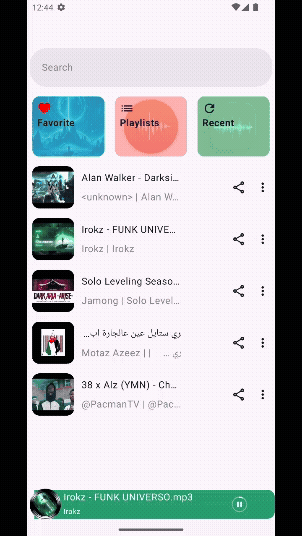 12:44
Search
Favorite
Playlists
Recent
Alan Walker - Darksi...
<unknown> | Alan W...
Irokz - FUNK UNIVE...
Irokz | Irokz
Solo Leveling Seaso...
Jamong | Solo Level...
ري ستايل عين عالجارة اب...
Motaz Azeez | | ري ...
38 x Alz (YMN) - Ch...
@PacmanTV | @Pac...
Irokz - FUNK UNIVERSO.mp3
Irokz